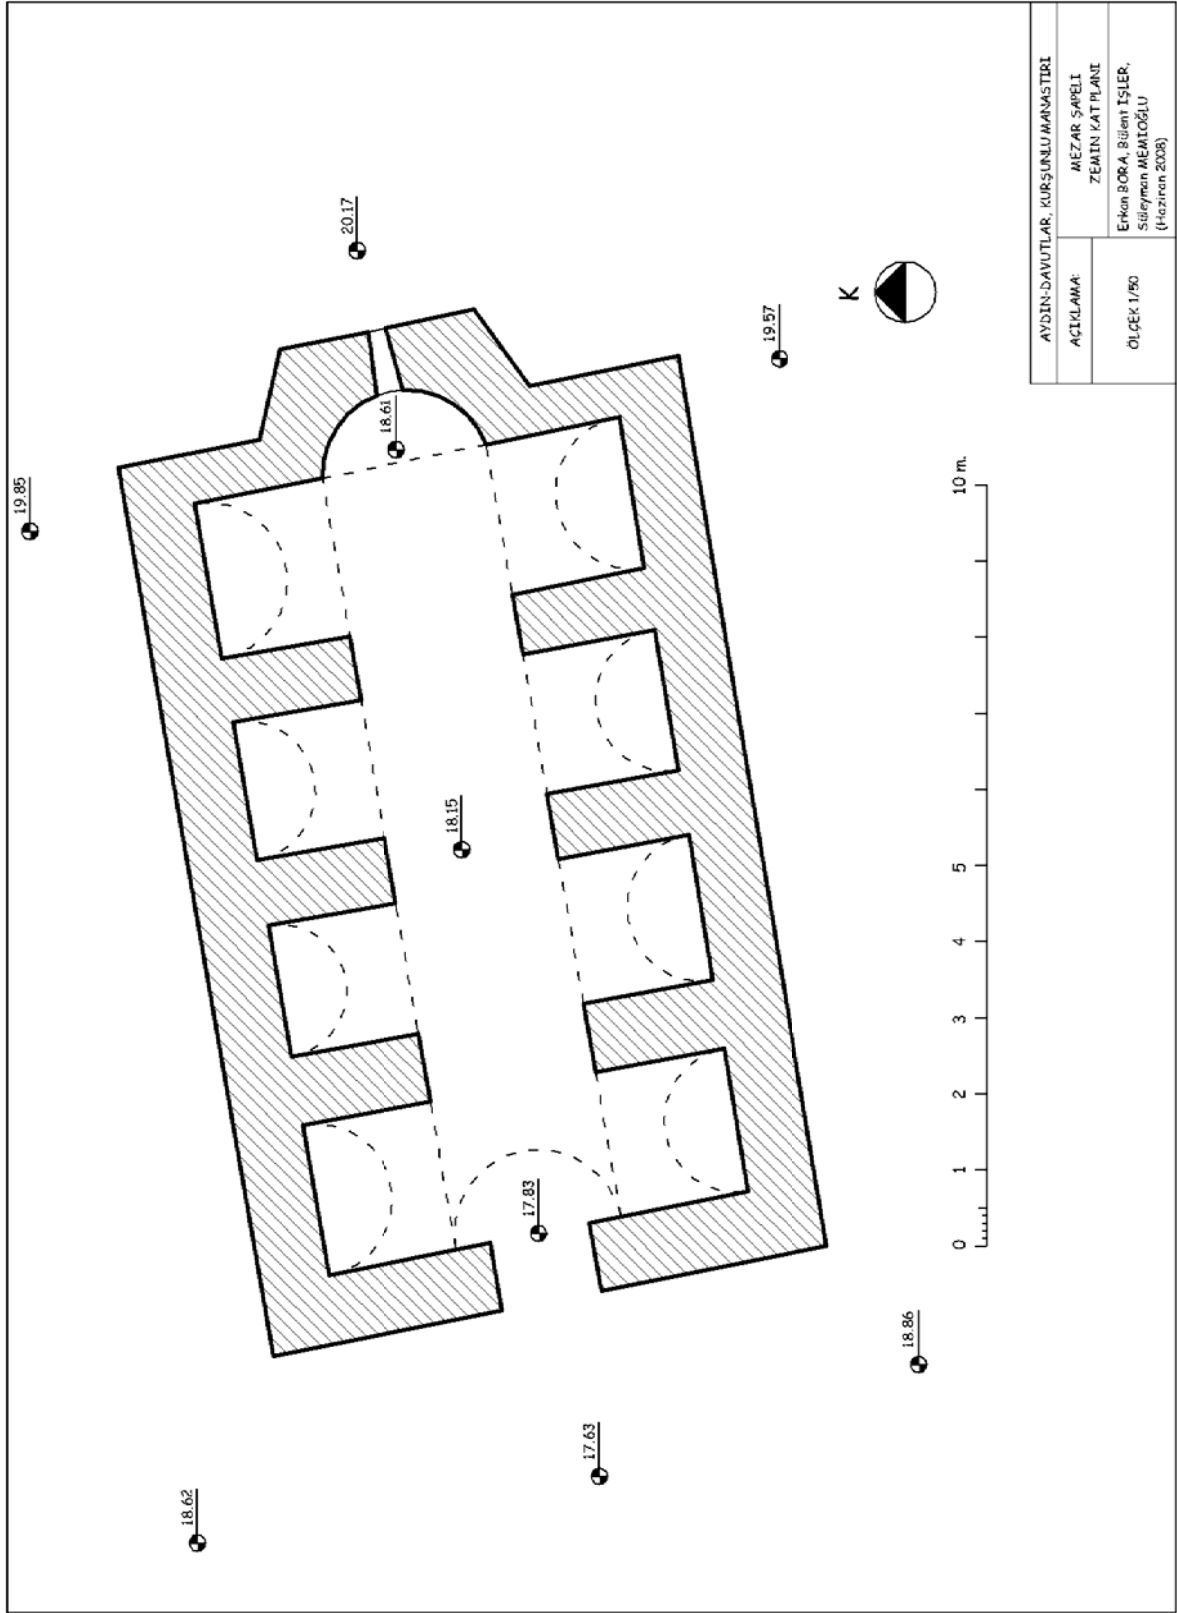 19.85
20.17
18.61
19.57
18.15
17.83
18.62
17.63
18.86
K
0
1
2
3
4
5
10 m.
AYDIN-DAVUTLAR, KURŞUNLU MANASTIRI
AÇIKLAMA:
MEZAR ŞAPELİ
ZEMİN KAT PLANI
ÖLÇEK 1/50
Erkan BORA, Bülent İŞLER,
Süleyman MEMİOĞLU
(Haziran 2008)